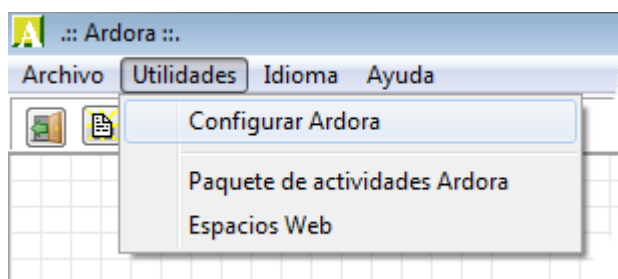 .:: Ardora ::.
Archivo Utilidades Idioma Ayuda
Configurar Ardora
Paquete de actividades Ardora
Espacios Web